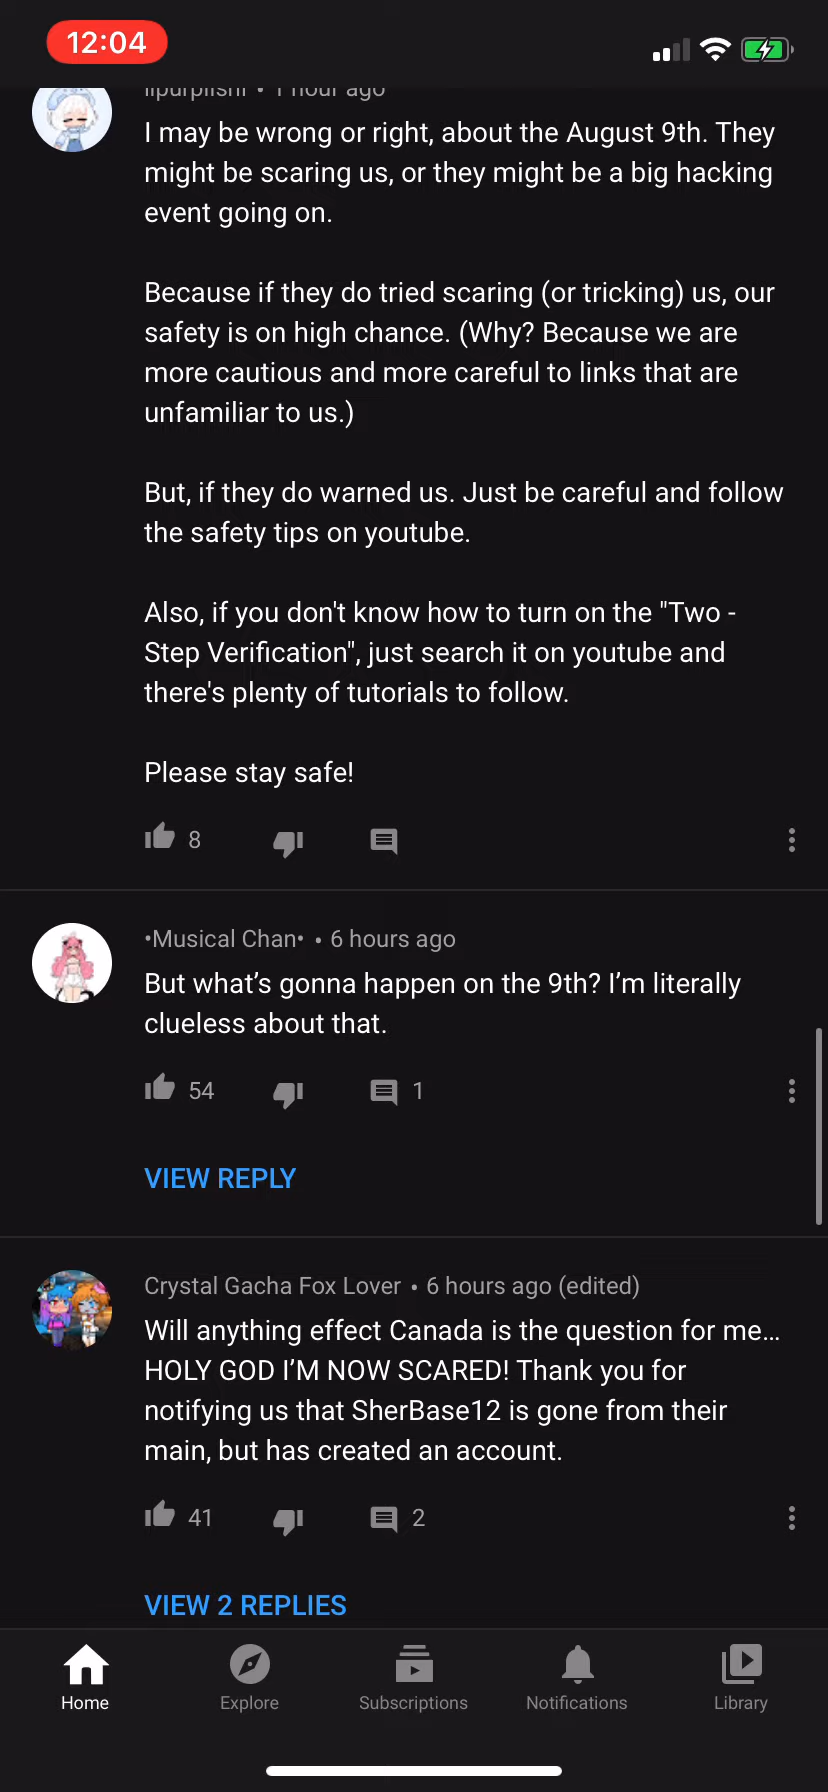 12:04
1 hour ago
I may be wrong or right, about the August 9th. They
might be scaring us, or they might be a big hacking
event going on.
Because if they do tried scaring (or tricking) us, our
safety is on high chance. (Why? Because we are
more cautious and more careful to links that are
unfamiliar to us.)
But, if they do warned us. Just be careful and follow
the safety tips on youtube.
Also, if you don't know how to turn on the "Two -
Step Verification", just search it on youtube and
there's plenty of tutorials to follow.
Please stay safe!
8
•Musical Chan• • 6 hours ago
But what’s gonna happen on the 9th? I’m literally
clueless about that.
54
1
VIEW REPLY
Crystal Gacha Fox Lover • 6 hours ago (edited)
Will anything effect Canada is the question for me...
HOLY GOD I’M NOW SCARED! Thank you for
notifying us that SherBase12 is gone from their
main, but has created an account.
41
2
VIEW 2 REPLIES
Home
Explore
Subscriptions
Notifications
Library